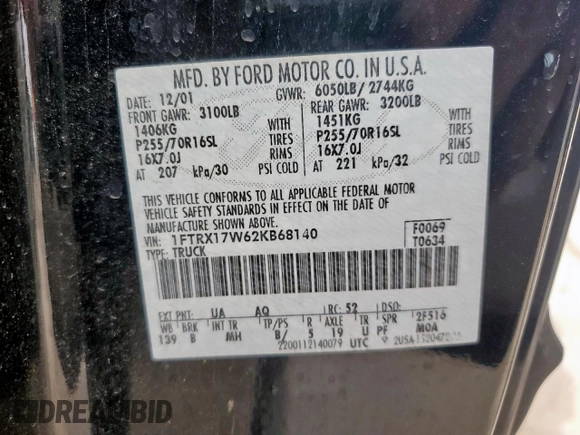 MFD. BY FORD MOTOR CO. IN U.S.A.
DATE: 12/01 GVWR: 6050LB/ 2744KG
FRONT GAWR: 3100LB REAR GAWR: 3200LB
1406KG WITH 1451KG WITH
P255/70R16SL TIRES P255/70R16SL TIRES
16X7.0J RIMS 16X7.0J RIMS
AT 207 kPa/30 PSI COLD AT 221 kPa/32 PSI COLD
THIS VEHICLE CONFORMS TO ALL APPLICABLE FEDERAL MOTOR
VEHICLE SAFETY STANDARDS IN EFFECT ON THE DATE OF
MANUFACTURE SHOWN ABOVE.
VIN: 1FTRX17W62KB68140 F0069
TYPE: TRUCK T0634
EXT PNT: UA AQ RC: 52 DSO:
WB BRK INT TR TP/PS R AXLE TR SPR 2F516
139 B MH B/ 5 19 U PF MOA
2200112140079 UTC
DREAMBID